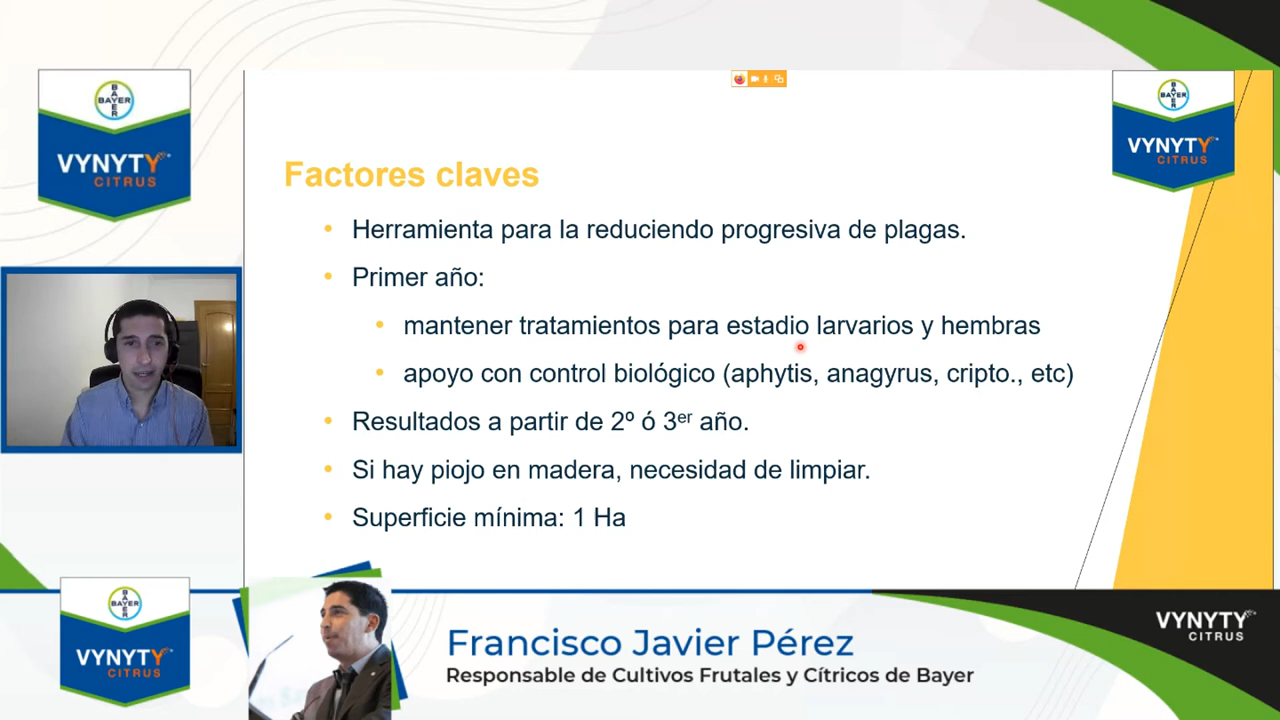 BAYER
BAYER
VYNYTY
CITRUS
BAYER
BAYER
VYNYTY
CITRUS
Factores claves
• Herramienta para la reduciendo progresiva de plagas.
• Primer año:
• mantener tratamientos para estadio larvarios y hembras
• apoyo con control biológico (aphytis, anagyrus, cripto., etc)
• Resultados a partir de 2º ó 3er año.
• Si hay piojo en madera, necesidad de limpiar.
• Superficie mínima: 1 Ha
BAYER
BAYER
VYNYTY
CITRUS
Francisco Javier Pérez
Responsable de Cultivos Frutales y Cítricos de Bayer
VYNYTY
CITRUS